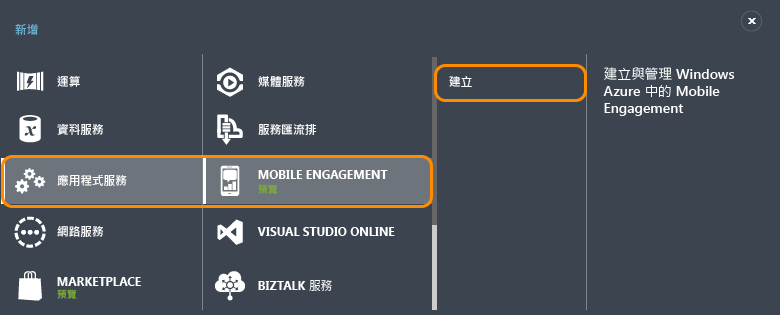 新增
運算
資料服務
應用程式服務
網路服務
MARKETPLACE
預覽
媒體服務
服務匯流排
MOBILE ENGAGEMENT
預覽
VISUAL STUDIO ONLINE
BIZTALK 服務
建立
建立與管理 Windows
Azure 中的 Mobile
Engagement